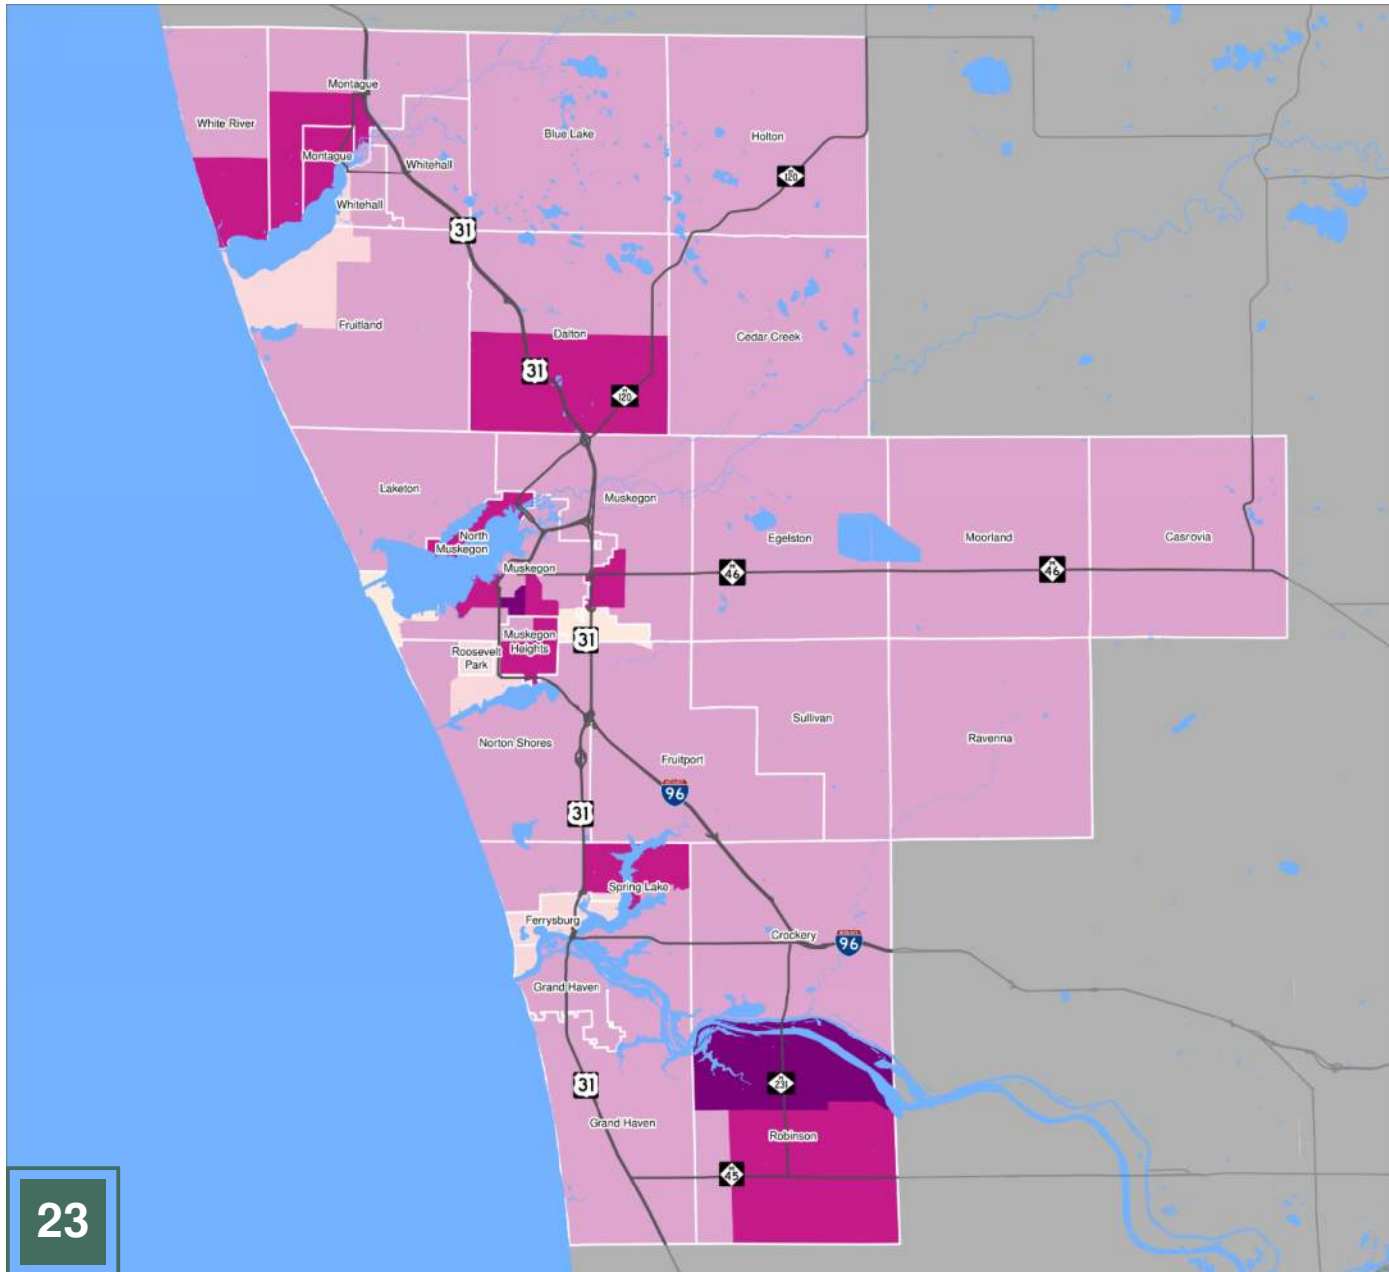 Montague
White River
Blue Lake
Holton
Montague
Whitehall
M 120
Whitehall
31
Fruitland
Dalton
Cedar Creek
31
M 120
Laketon
Muskegon
North
Muskegon
Egelston
Moorland
Casnovia
Muskegon
M 46
M 46
Muskegon
Heights
31
Roosevelt
Park
Sullivan
Ravenna
Norton Shores
Fruitport
96
31
Spring Lake
Ferrysburg
Crockery
96
Grand Haven
31
M 231
Grand Haven
Robinson
M 45
23